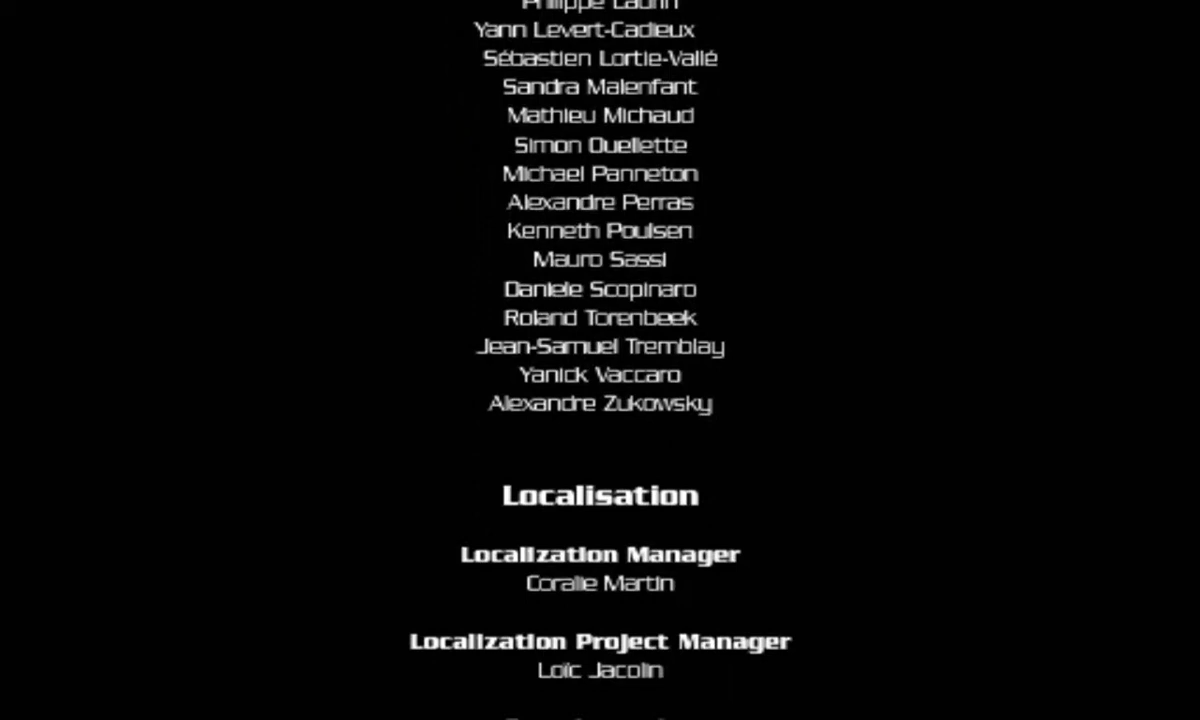 Philippe Laurin
Yann Levert-Cadieux
Sébastien Lortie-Vallé
Sandra Malenfant
Mathieu Michaud
Simon Ouellette
Michael Panneton
Alexandre Perras
Kenneth Poulsen
Mauro Sassi
Daniele Scopinaro
Roland Torenbeek
Jean-Samuel Tremblay
Yanick Vaccaro
Alexandre Zukowsky
Localisation
Localization Manager
Coralie Martin
Localization Project Manager
Loïc Jacolin